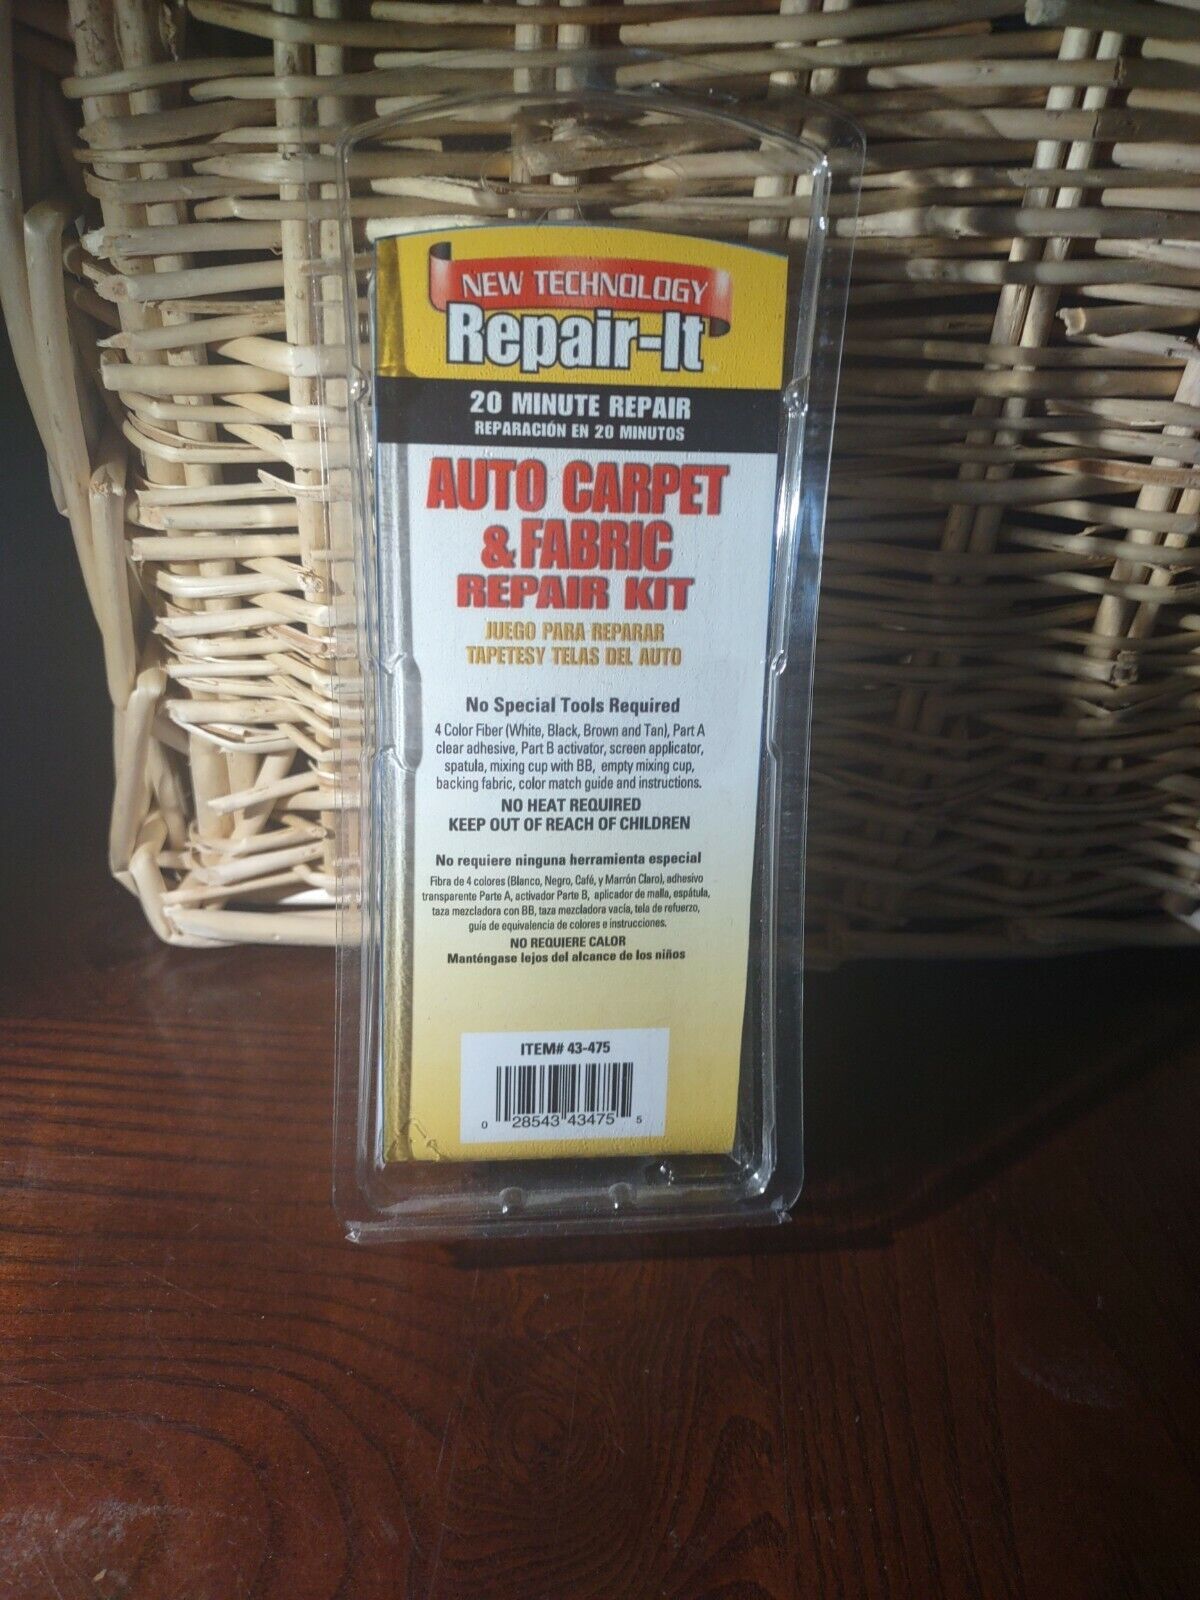 NEW TECHNOLOGY
Repair-It
20 MINUTE REPAIR
REPARACIÓN EN 20 MINUTOS
AUTO CARPET
& FABRIC
REPAIR KIT
JUEGO PARA REPARAR
TAPETESY TELAS DEL AUTO
No Special Tools Required
4 Color Fiber (White, Black, Brown and Tan), Part A
clear adhesive, Part B activator, screen applicator,
spatula, mixing cup with BB, empty mixing cup,
backing fabric, color match guide and instructions.
NO HEAT REQUIRED
KEEP OUT OF REACH OF CHILDREN
No requiere ninguna herramienta especial
Fibra de 4 colores (Blanco, Negro, Café, y Marrón Claro), adhesivo
transparente Parte A, activador Parte B, aplicador de malla, espátula,
taza mezcladora con BB, taza mezcladora vacía, tela de refuerzo,
guía de equivalencia de colores e instrucciones.
NO REQUIERE CALOR
Manténgase lejos del alcance de los niños
ITEM# 43-475
0 28543 43475 5